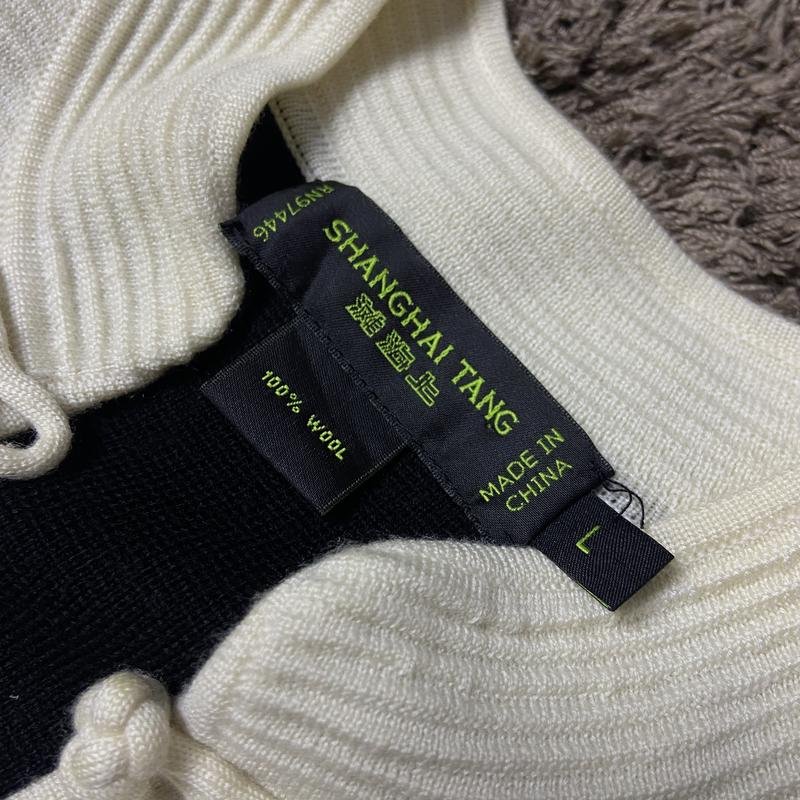 RN97446
SHANGHAI TANG
灘海上
MADE IN
CHINA
100% WOOL
L